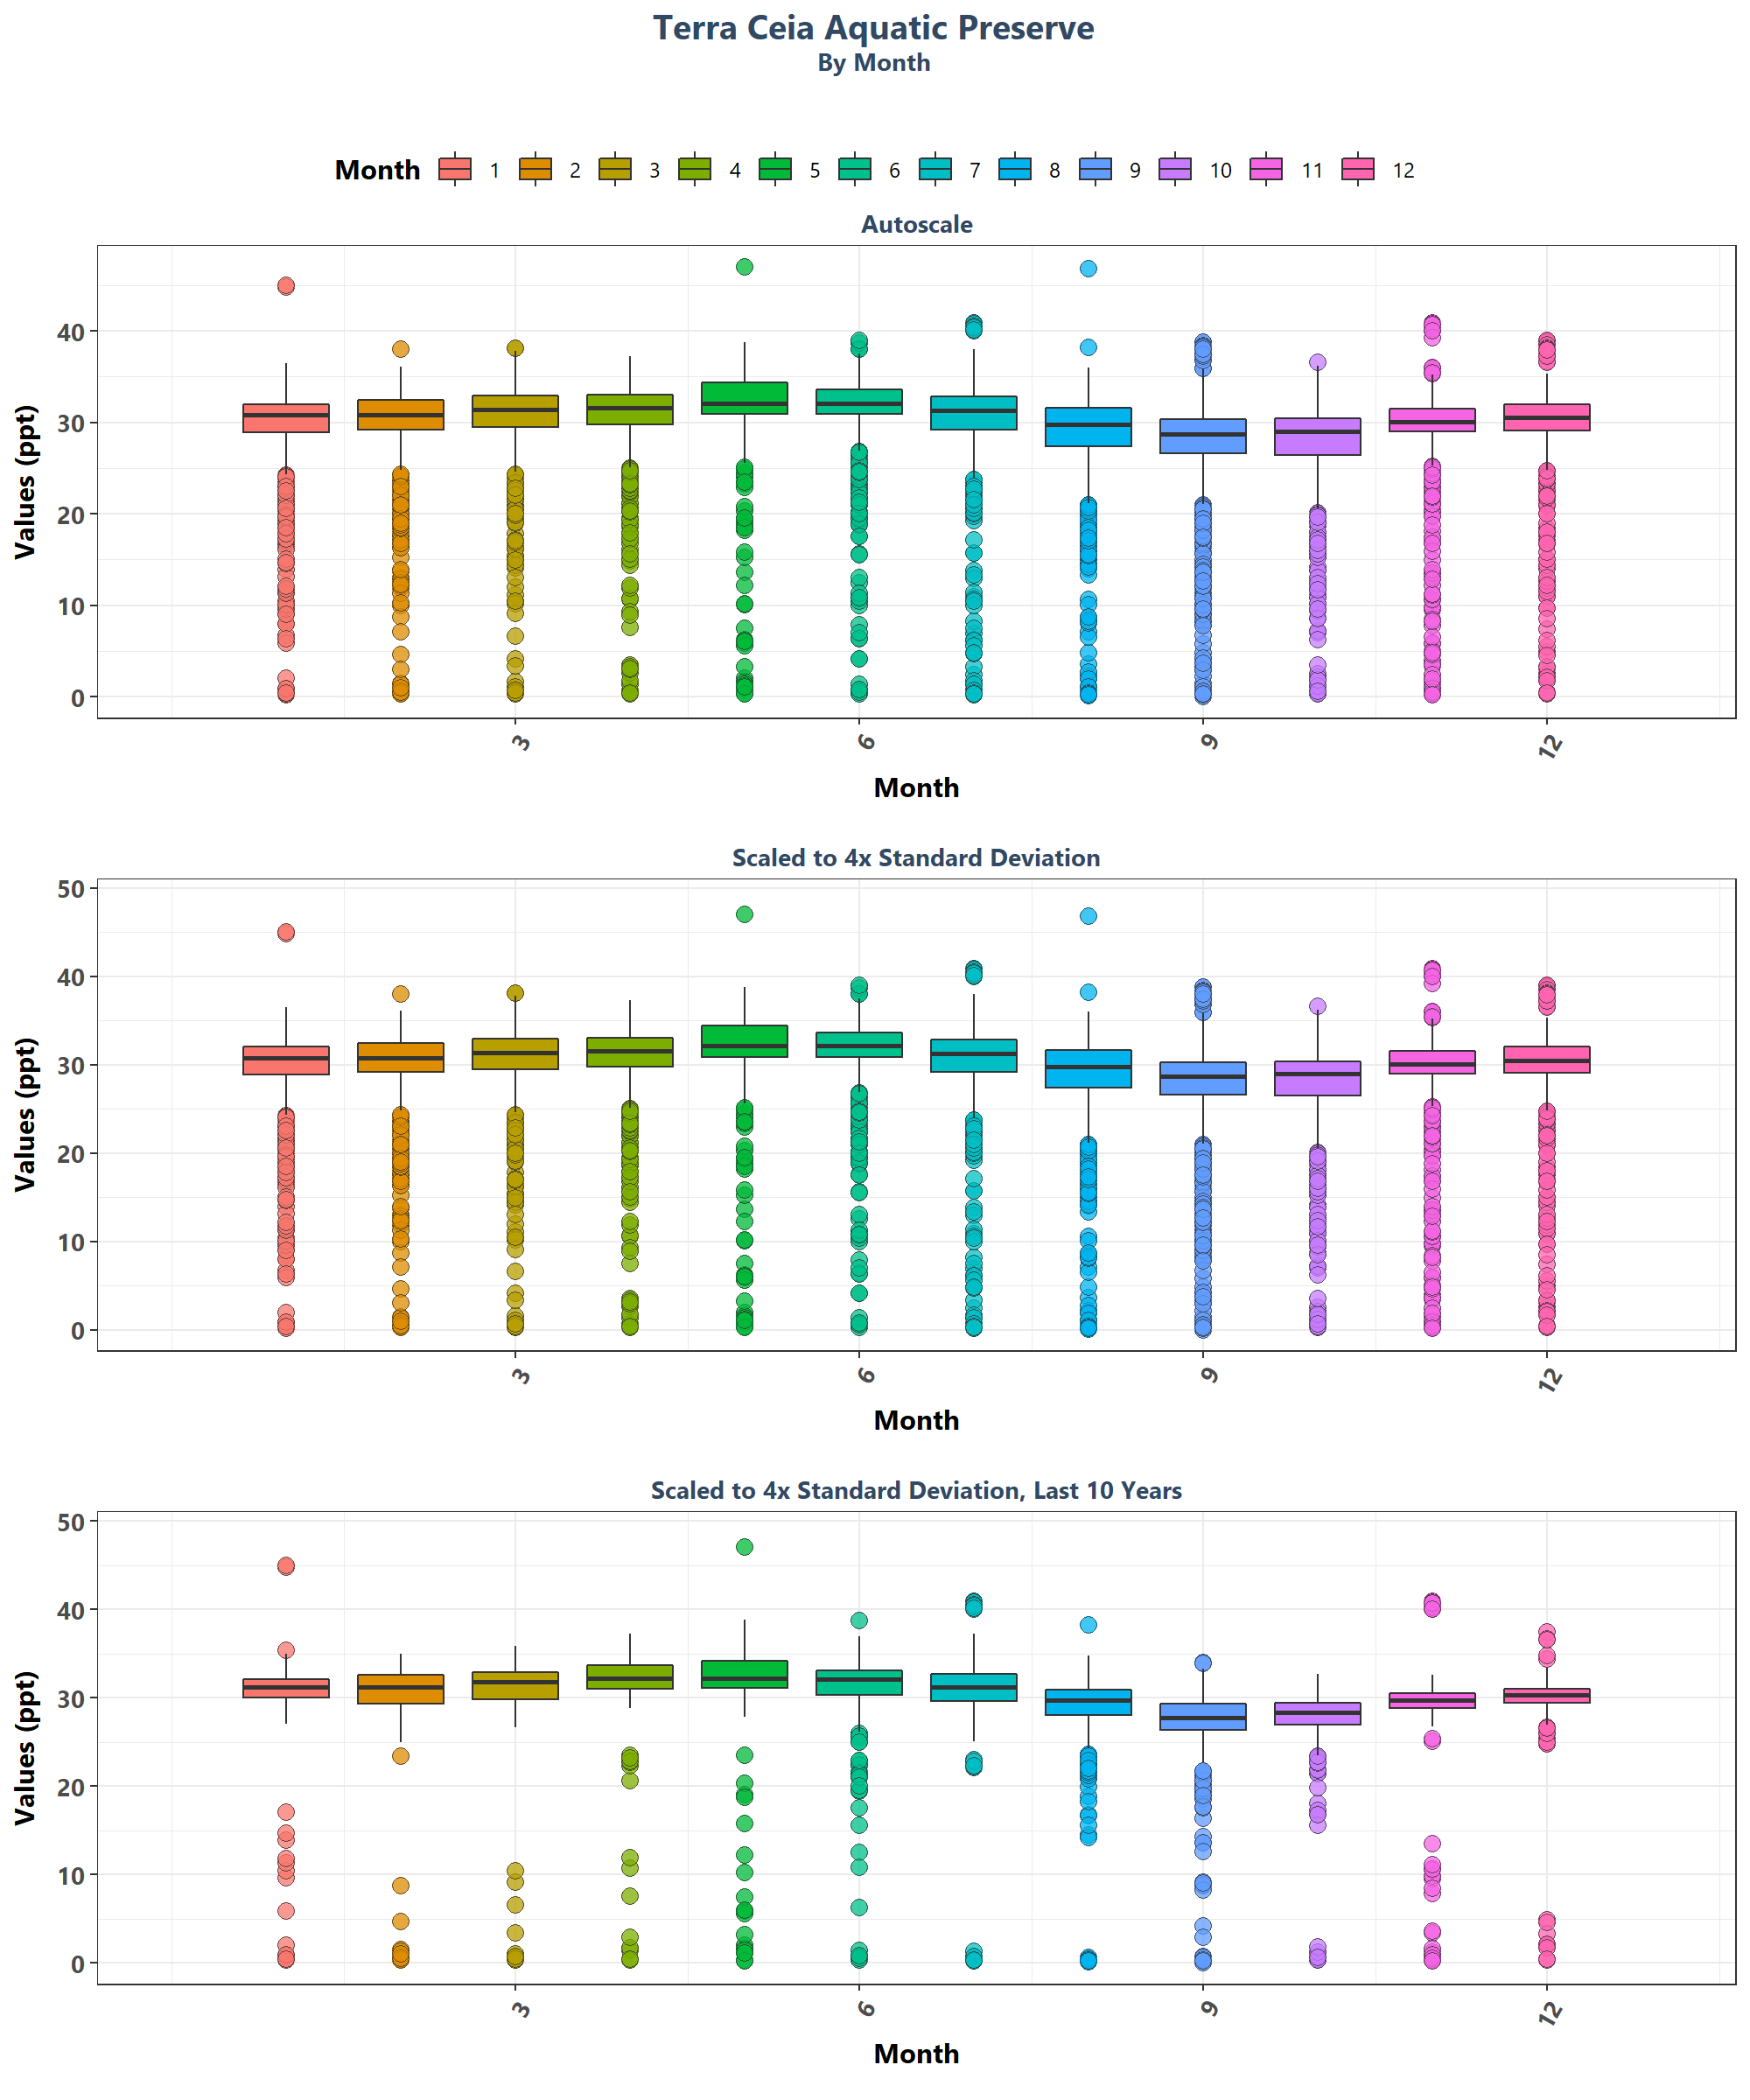 Terra Ceia Aquatic Preserve
By Month
Month 1 2 3 4 5 6 7 8 9 10 11 12
Autoscale
Values (ppt)
40
30
20
10
0
3 6 9 12
Month
Scaled to 4x Standard Deviation
Values (ppt)
50
40
30
20
10
0
3 6 9 12
Month
Scaled to 4x Standard Deviation, Last 10 Years
Values (ppt)
50
40
30
20
10
0
3 6 9 12
Month